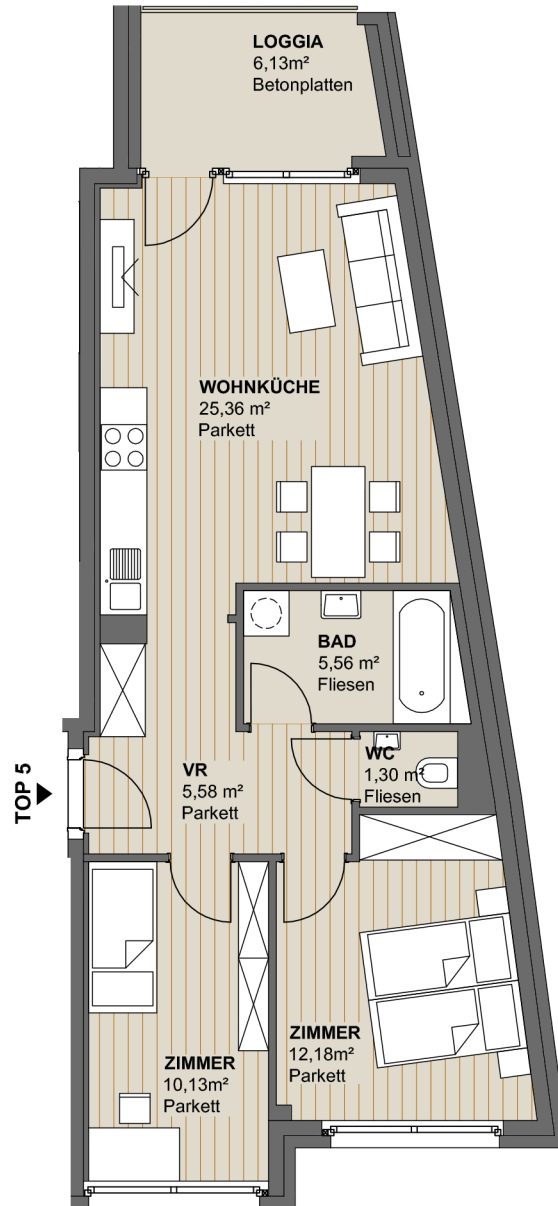 LOGGIA
6,13m²
Betonplatten
WOHNKÜCHE
25,36 m²
Parkett
BAD
5,56 m²
Fliesen
WC
1,30 m²
Fliesen
VR
5,58 m²
Parkett
TOP 5
ZIMMER
12,18m²
Parkett
ZIMMER
10,13m²
Parkett